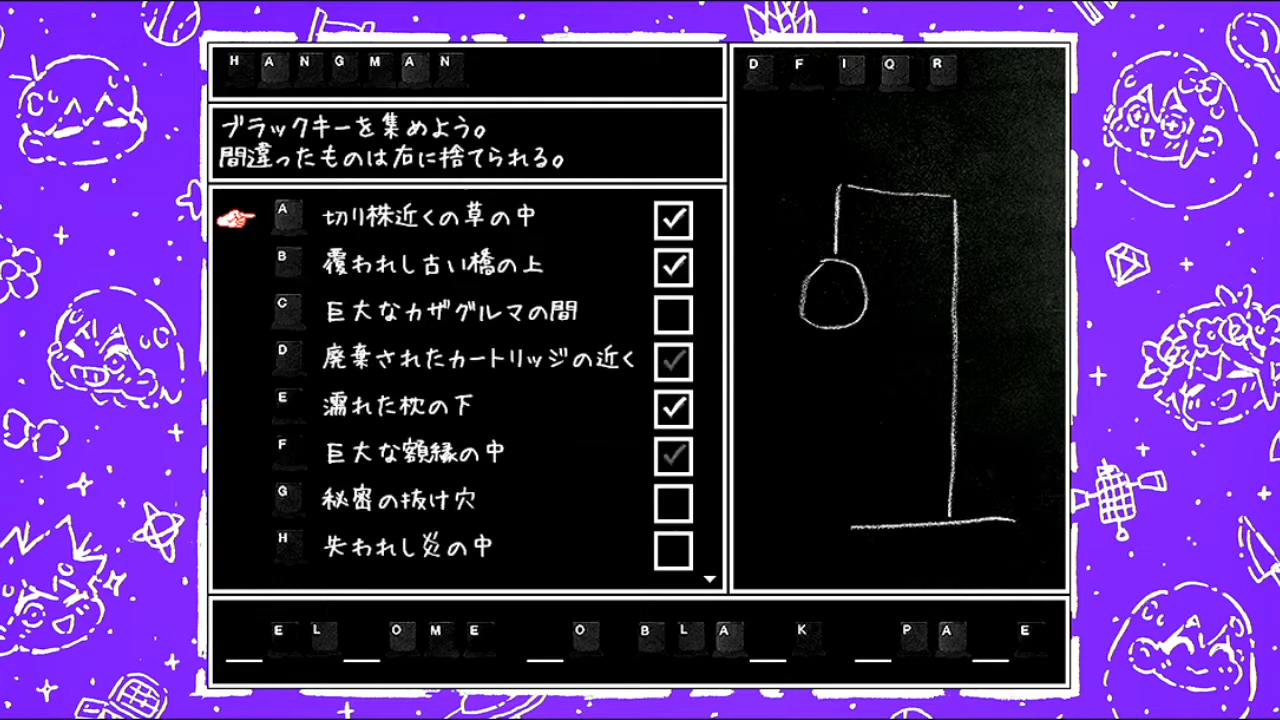 H A N G M A N
D F I Q R
ブラックキーを集めよう。
間違ったものは右に捨てられる。
A 切り株近くの草の中
B 覆われし古い橋の上
C 巨大なカザグルマの間
D 廃棄されたカートリッジの近く
E 濡れた枕の下
F 巨大な額縁の中
G 秘密の抜け穴
H 失われし炎の中
_ E L _ O M E _ O B L A _ K _ P A _ E